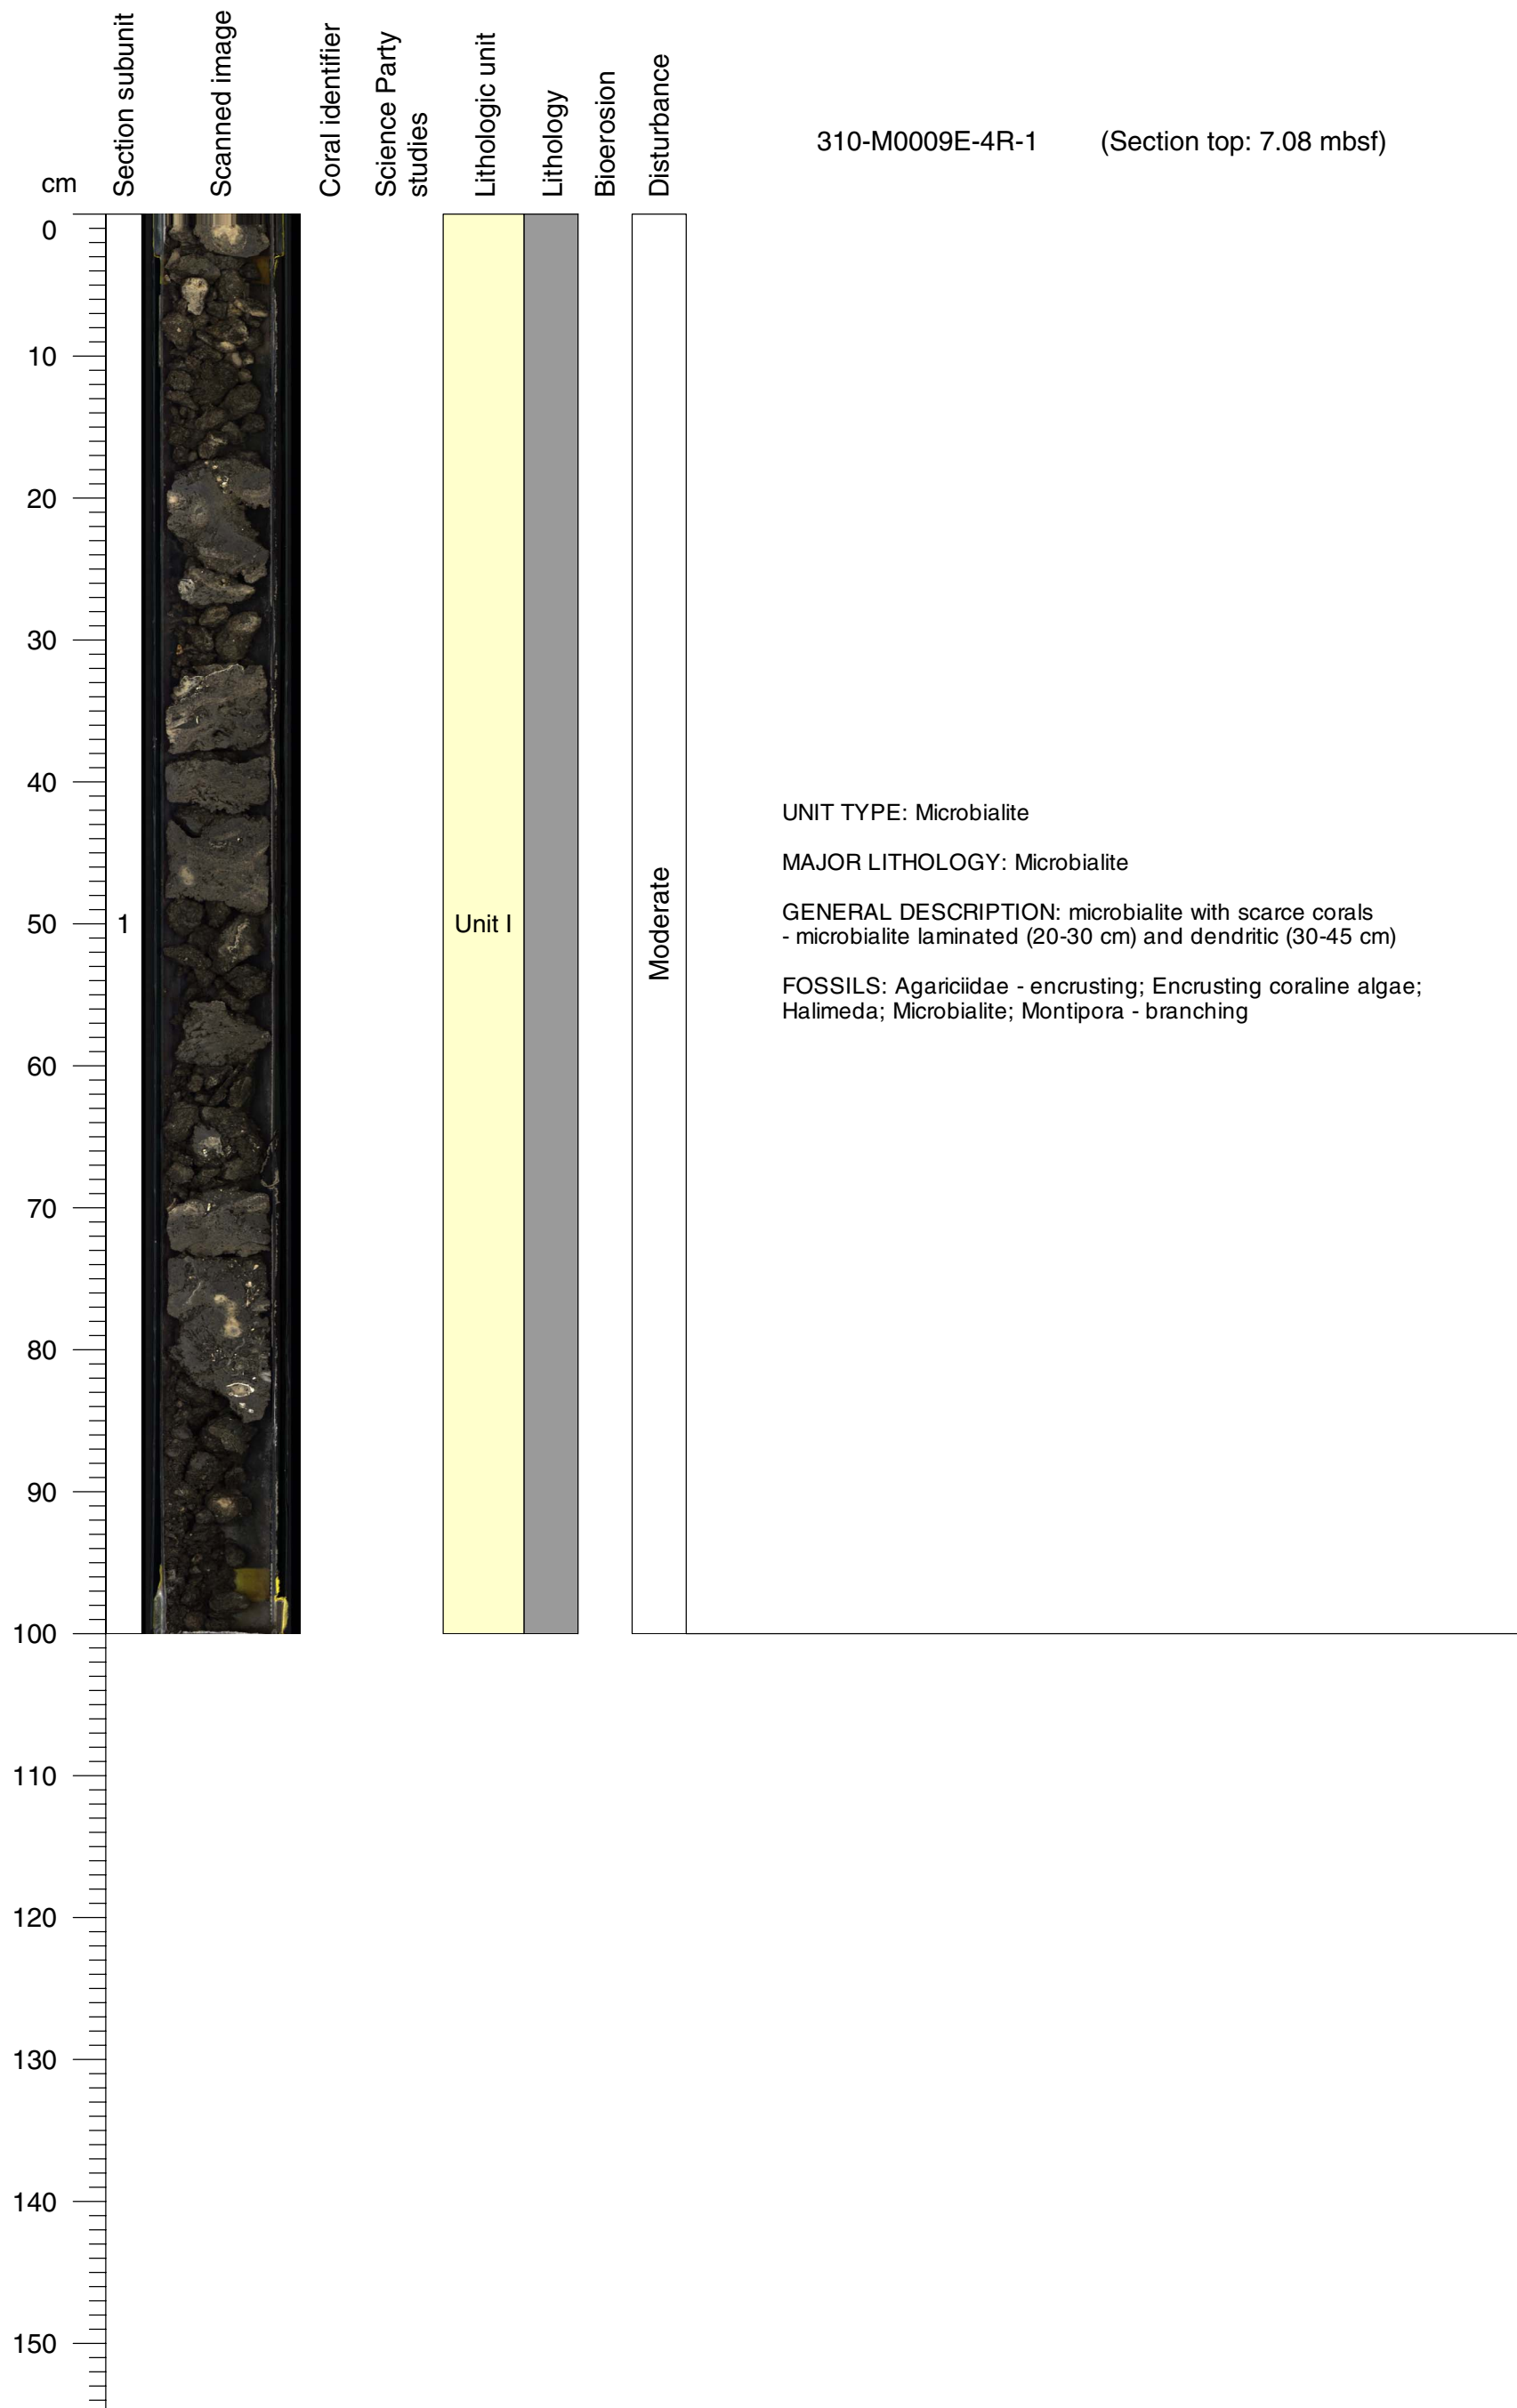 310-M0009E-4R-1 (Section top: 7.08 mbsf)
cm
Section subunit
Scanned image
Coral identifier
Science Party
studies
Lithologic unit
Lithology
Bioerosion
Disturbance
0
10
20
30
40
50
60
70
80
90
100
110
120
130
140
150
1
Unit I
Moderate
UNIT TYPE: Microbialite
MAJOR LITHOLOGY: Microbialite
GENERAL DESCRIPTION: microbialite with scarce corals
- microbialite laminated (20-30 cm) and dendritic (30-45 cm)
FOSSILS: Agariciidae - encrusting; Encrusting coraline algae;
Halimeda; Microbialite; Montipora - branching